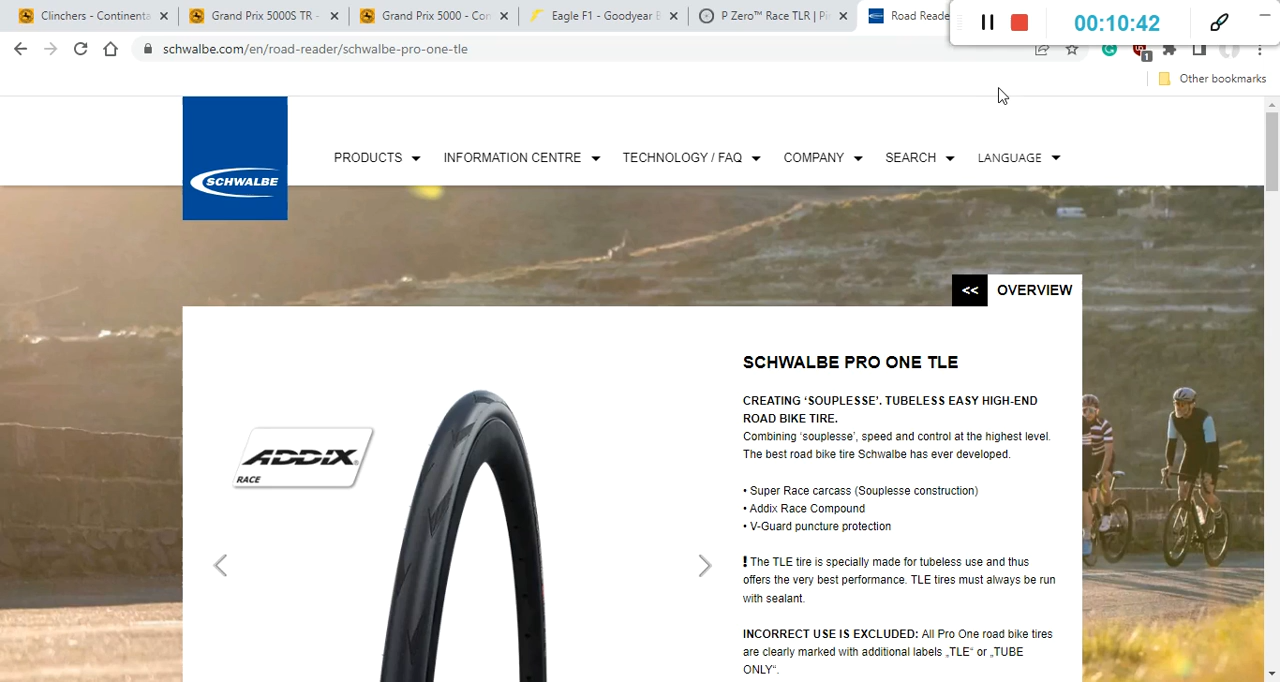 Clinchers - Continenta
Grand Prix 5000S TR -
Grand Prix 5000 - Con
Eagle F1 - Goodyear B
P Zero™ Race TLR | Pi
Road Reade
00:10:42
schwalbe.com/en/road-reader/schwalbe-pro-one-tle
1
Other bookmarks
SCHWALBE
PRODUCTS
INFORMATION CENTRE
TECHNOLOGY / FAQ
COMPANY
SEARCH
LANGUAGE
<< OVERVIEW
ADDIX
RACE
SCHWALBE PRO ONE TLE
CREATING ‘SOUPLESSE’. TUBELESS EASY HIGH-END
ROAD BIKE TIRE.
Combining ‘souplesse’, speed and control at the highest level.
The best road bike tire Schwalbe has ever developed.
• Super Race carcass (Souplesse construction)
• Addix Race Compound
• V-Guard puncture protection
! The TLE tire is specially made for tubeless use and thus
offers the very best performance. TLE tires must always be run
with sealant.
INCORRECT USE IS EXCLUDED: All Pro One road bike tires
are clearly marked with additional labels „TLE“ or „TUBE
ONLY“.